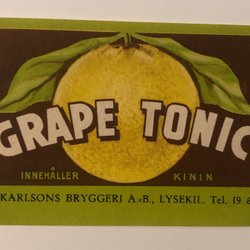 GRAPE TONIC
INNEHÅLLER KININ
KARLSONS BRYGGERI A.-B., LYSEKIL. Tel. 19